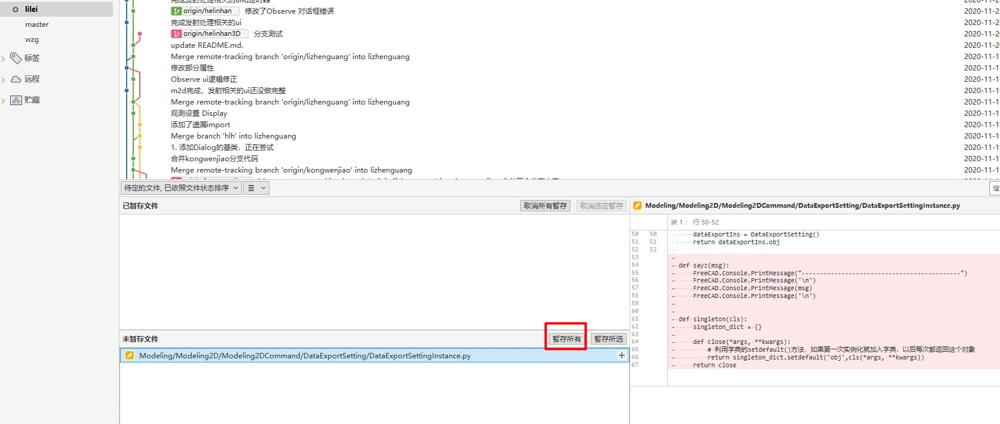 lilei
master
wzg
标签
远程
贮藏
完成发射处理相关的ui和定时器
origin/helinhan 修改了Observe 对话框错误
完成发射处理相关的ui
origin/helinhan3D 分支测试
update README.md.
Merge remote-tracking branch 'origin/lizhenguang' into lizhenguang
修改部分属性
Observe ui逻辑修正
m2d完成，发射相关的ui还没做完整
Merge remote-tracking branch 'origin/lizhenguang' into lizhenguang
观测设置 Display
添加了遗漏import
Merge branch 'hlh' into lizhenguang
1. 添加Dialog的基类，正在尝试
合并kongwenjiao分支代码
Merge remote-tracking branch 'origin/kongwenjiao' into lizhenguang
2020-11-2
2020-11-2
2020-11-2
2020-11-2
2020-11-2
2020-11-1
2020-11-1
2020-11-1
2020-11-1
2020-11-1
2020-11-1
2020-11-1
2020-11-1
2020-11-1
2020-11-1
2020-11-1
待定的文件, 已依照文件状态排序
搜
已暂存文件
取消所有暂存
取消选定暂存
未暂存文件
暂存所有
暂存所选
Modeling/Modeling2D/Modeling2DCommand/DataExportSetting/DataExportSettingInstance.py +
Modeling/Modeling2D/Modeling2DCommand/DataExportSetting/DataExportSettingInstance.py
块 1： 行 50-52
50 50 dataExportIns = DataExportSetting()
51 51 return dataExportIns.obj
52 52
53 -
54 - def sayz(msg):
55 - FreeCAD.Console.PrintMessage("--------------------------------------------")
56 - FreeCAD.Console.PrintMessage('\n')
57 - FreeCAD.Console.PrintMessage(msg)
58 - FreeCAD.Console.PrintMessage('\n')
59 -
60 -
61 - def singleton(cls):
62 - singleton_dict = {}
63 -
64 - def close(*args, **kwargs):
65 - # 利用字典的setdefault()方法，如果第一次实例化就加入字典，以后每次都返回这个对象
66 - return singleton_dict.setdefault('obj',cls(*args, **kwargs))
67 - return close